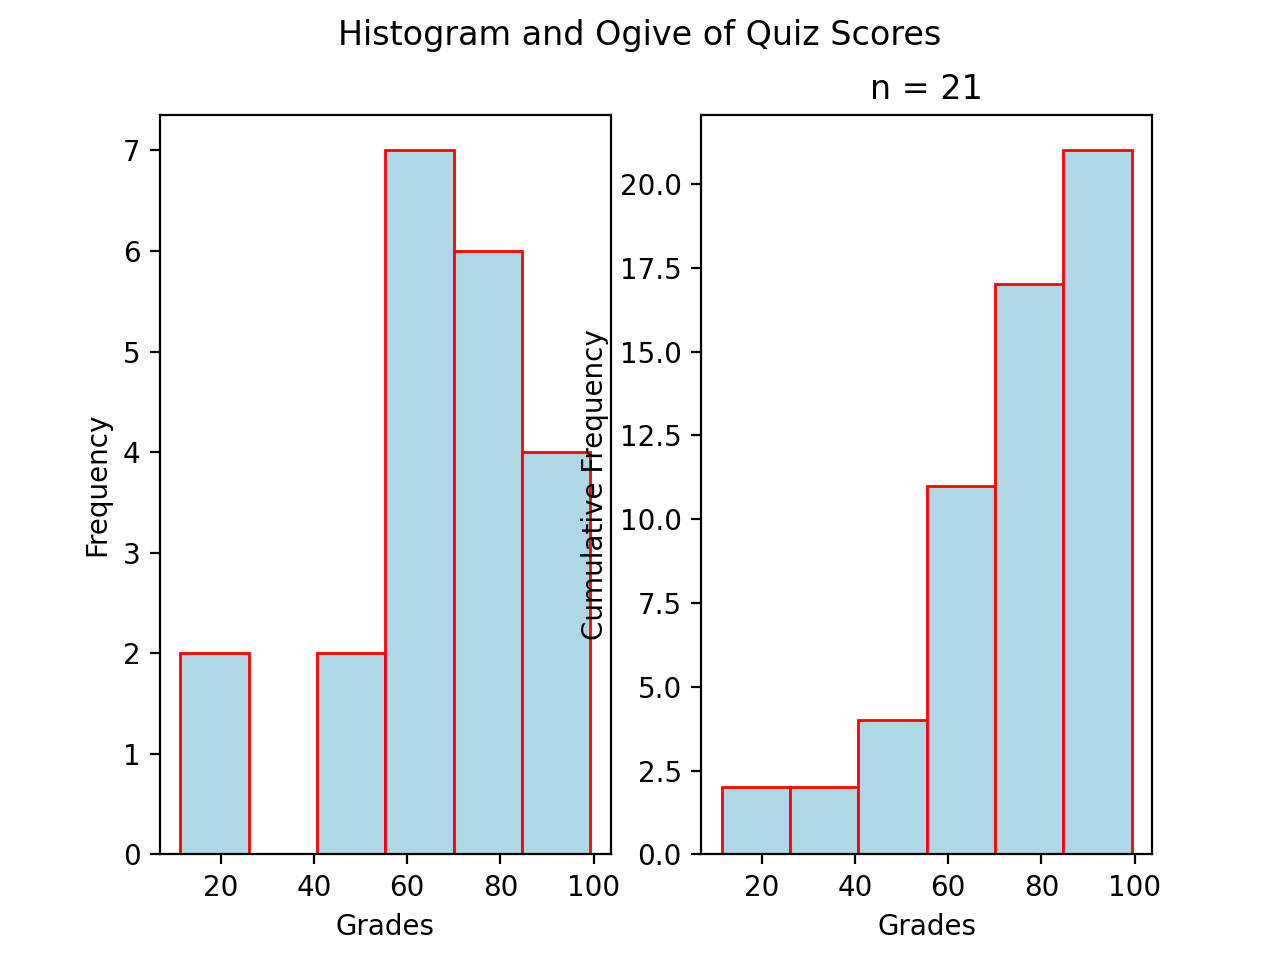 Histogram and Ogive of Quiz Scores
n = 21
7
6
5
4
3
2
1
0
Frequency
20 40 60 80 100
Grades
20.0
17.5
15.0
12.5
10.0
7.5
5.0
2.5
0.0
Cumulative Frequency
20 40 60 80 100
Grades